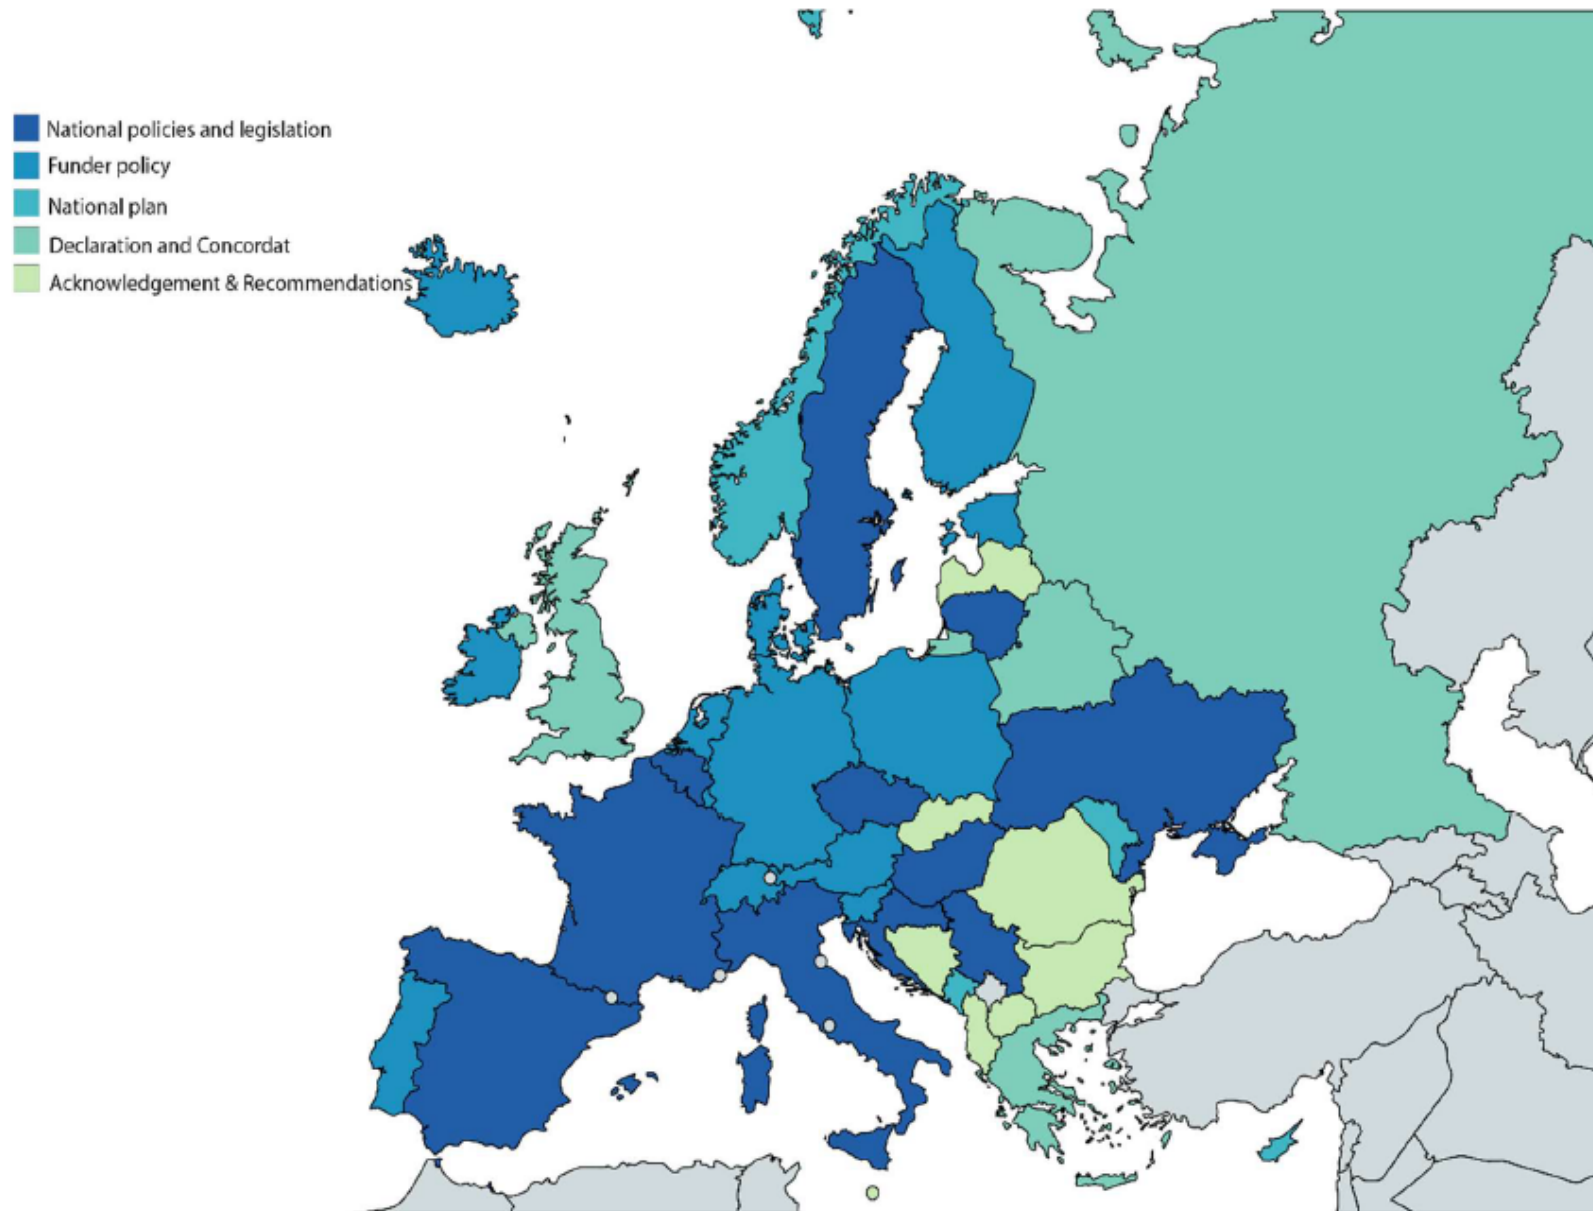 National policies and legislation
Funder policy
National plan
Declaration and Concordat
Acknowledgement & Recommendations